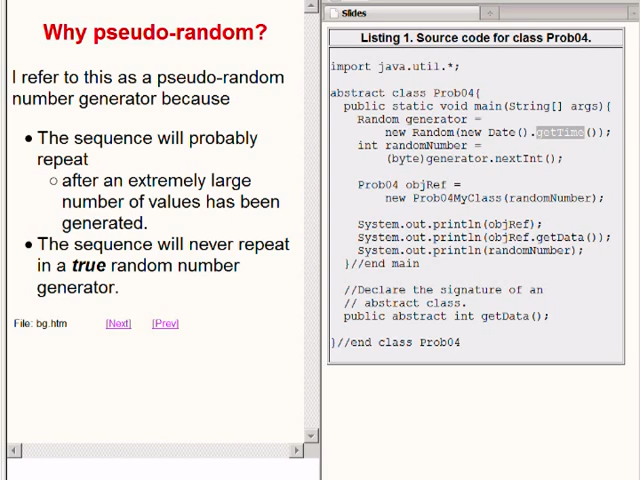 Why pseudo-random?
I refer to this as a pseudo-random
number generator because
The sequence will probably
repeat
after an extremely large
number of values has been
generated.
The sequence will never repeat
in a true random number
generator.
File: bg.htm [Next] [Prev]
Slides
Listing 1. Source code for class Prob04.
import java.util.*;
abstract class Prob04{
public static void main(String[] args){
Random generator =
new Random(new Date().getTime());
int randomNumber =
(byte)generator.nextInt();
Prob04 objRef =
new Prob04MyClass(randomNumber);
System.out.println(objRef);
System.out.println(objRef.getData());
System.out.println(randomNumber);
}//end main
//Declare the signature of an
// abstract class.
public abstract int getData();
}//end class Prob04